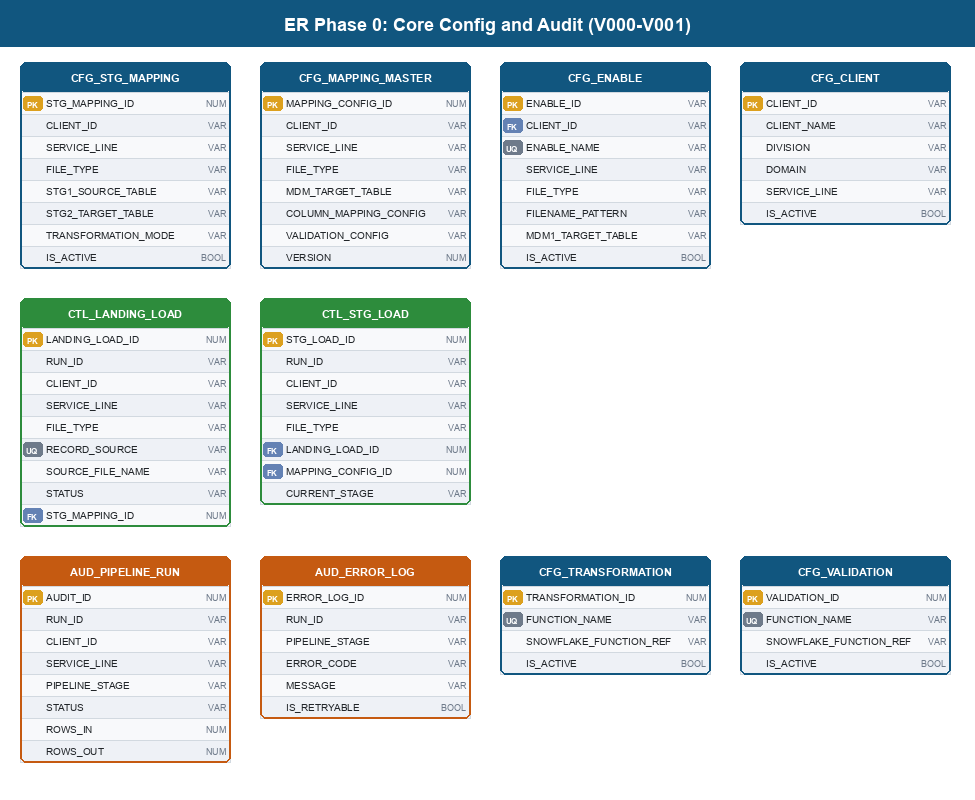 ER Phase 0: Core Config and Audit (V000-V001)
CFG_STG_MAPPING
PK STG_MAPPING_ID NUM
CLIENT_ID VAR
SERVICE_LINE VAR
FILE_TYPE VAR
STG1_SOURCE_TABLE VAR
STG2_TARGET_TABLE VAR
TRANSFORMATION_MODE VAR
IS_ACTIVE BOOL
CFG_MAPPING_MASTER
PK MAPPING_CONFIG_ID NUM
CLIENT_ID VAR
SERVICE_LINE VAR
FILE_TYPE VAR
MDM_TARGET_TABLE VAR
COLUMN_MAPPING_CONFIG VAR
VALIDATION_CONFIG VAR
VERSION NUM
CFG_ENABLE
PK ENABLE_ID VAR
FK CLIENT_ID VAR
UQ ENABLE_NAME VAR
SERVICE_LINE VAR
FILE_TYPE VAR
FILENAME_PATTERN VAR
MDM1_TARGET_TABLE VAR
IS_ACTIVE BOOL
CFG_CLIENT
PK CLIENT_ID VAR
CLIENT_NAME VAR
DIVISION VAR
DOMAIN VAR
SERVICE_LINE VAR
IS_ACTIVE BOOL
CTL_LANDING_LOAD
PK LANDING_LOAD_ID NUM
RUN_ID VAR
CLIENT_ID VAR
SERVICE_LINE VAR
FILE_TYPE VAR
UQ RECORD_SOURCE VAR
SOURCE_FILE_NAME VAR
STATUS VAR
FK STG_MAPPING_ID NUM
CTL_STG_LOAD
PK STG_LOAD_ID NUM
RUN_ID VAR
CLIENT_ID VAR
SERVICE_LINE VAR
FILE_TYPE VAR
FK LANDING_LOAD_ID NUM
FK MAPPING_CONFIG_ID NUM
CURRENT_STAGE VAR
AUD_PIPELINE_RUN
PK AUDIT_ID NUM
RUN_ID VAR
CLIENT_ID VAR
SERVICE_LINE VAR
PIPELINE_STAGE VAR
STATUS VAR
ROWS_IN NUM
ROWS_OUT NUM
AUD_ERROR_LOG
PK ERROR_LOG_ID NUM
RUN_ID VAR
PIPELINE_STAGE VAR
ERROR_CODE VAR
MESSAGE VAR
IS_RETRYABLE BOOL
CFG_TRANSFORMATION
PK TRANSFORMATION_ID NUM
UQ FUNCTION_NAME VAR
SNOWFLAKE_FUNCTION_REF VAR
IS_ACTIVE BOOL
CFG_VALIDATION
PK VALIDATION_ID NUM
UQ FUNCTION_NAME VAR
SNOWFLAKE_FUNCTION_REF VAR
IS_ACTIVE BOOL